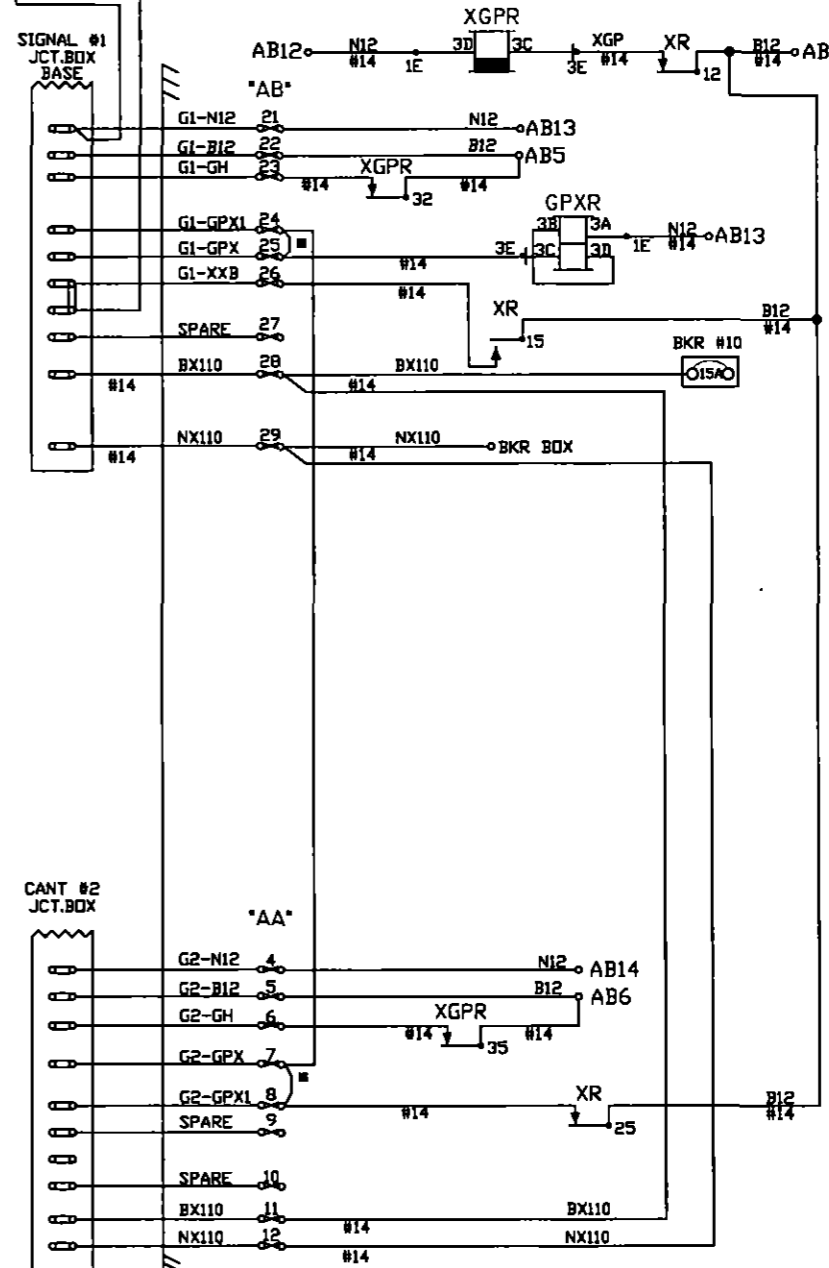 XGPR
SIGNAL #1
JCT.BOX
BASE
AB12 N12 1E 3D 3C 3E XGP #14 XR 12 B12 #14 AB
"AB"
G1-N12 21 N12 AB13
G1-B12 22 B12 AB5
G1-GH 23 #14 XGPR 32 #14
G1-GPX1 24
GPXR
3B 3A
G1-GPX 25 #14 3E 3C 3D 1E N12 #14 AB13
G1-XXB 26 #14 XR 15 B12 #14
SPARE 27
BKR #10
#14 BX110 28 BX110 #14 15A
#14 NX110 29 NX110 #14 BKR BOX
CANT #2
JCT.BOX
"AA"
G2-N12 4 N12 AB14
G2-B12 5 B12 AB6
G2-GH 6 #14 XGPR 35 #14
G2-GPX 7
G2-GPX1 8 #14 XR 25 B12 #14
SPARE 9
SPARE 10
BX110 11 #14 BX110
NX110 12 #14 NX110